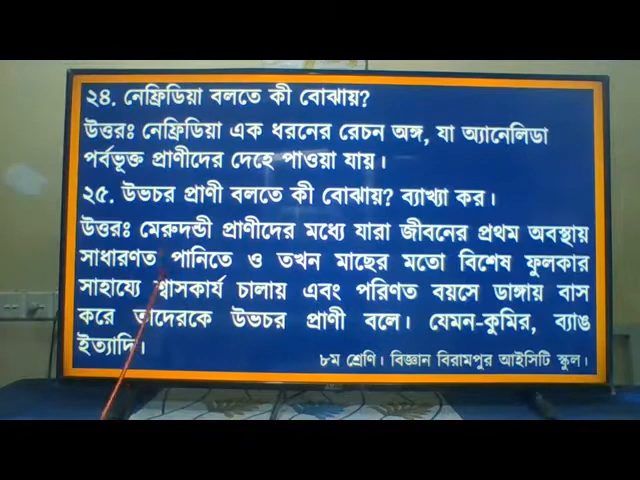 ২৪. নেফ্রিডিয়া বলতে কী বোঝায়?
উত্তরঃ নেফ্রিডিয়া এক ধরনের রেচন অঙ্গ, যা অ্যানেলিডা
পর্বভূক্ত প্রাণীদের দেহে পাওয়া যায়।
২৫. উভচর প্রাণী বলতে কী বোঝায়? ব্যাখ্যা কর।
উত্তরঃ মেরুদন্ডী প্রাণীদের মধ্যে যারা জীবনের প্রথম অবস্থায়
সাধারণত পানিতে ও তখন মাছের মতো বিশেষ ফুলকার
সাহায্যে শ্বাসকার্য চালায় এবং পরিণত বয়সে ডাঙ্গায় বাস
করে তাদেরকে উভচর প্রাণী বলে। যেমন-কুমির, ব্যাঙ
ইত্যাদি।
৮ম শ্রেণি। বিজ্ঞান বিরামপুর আইসিটি স্কুল।